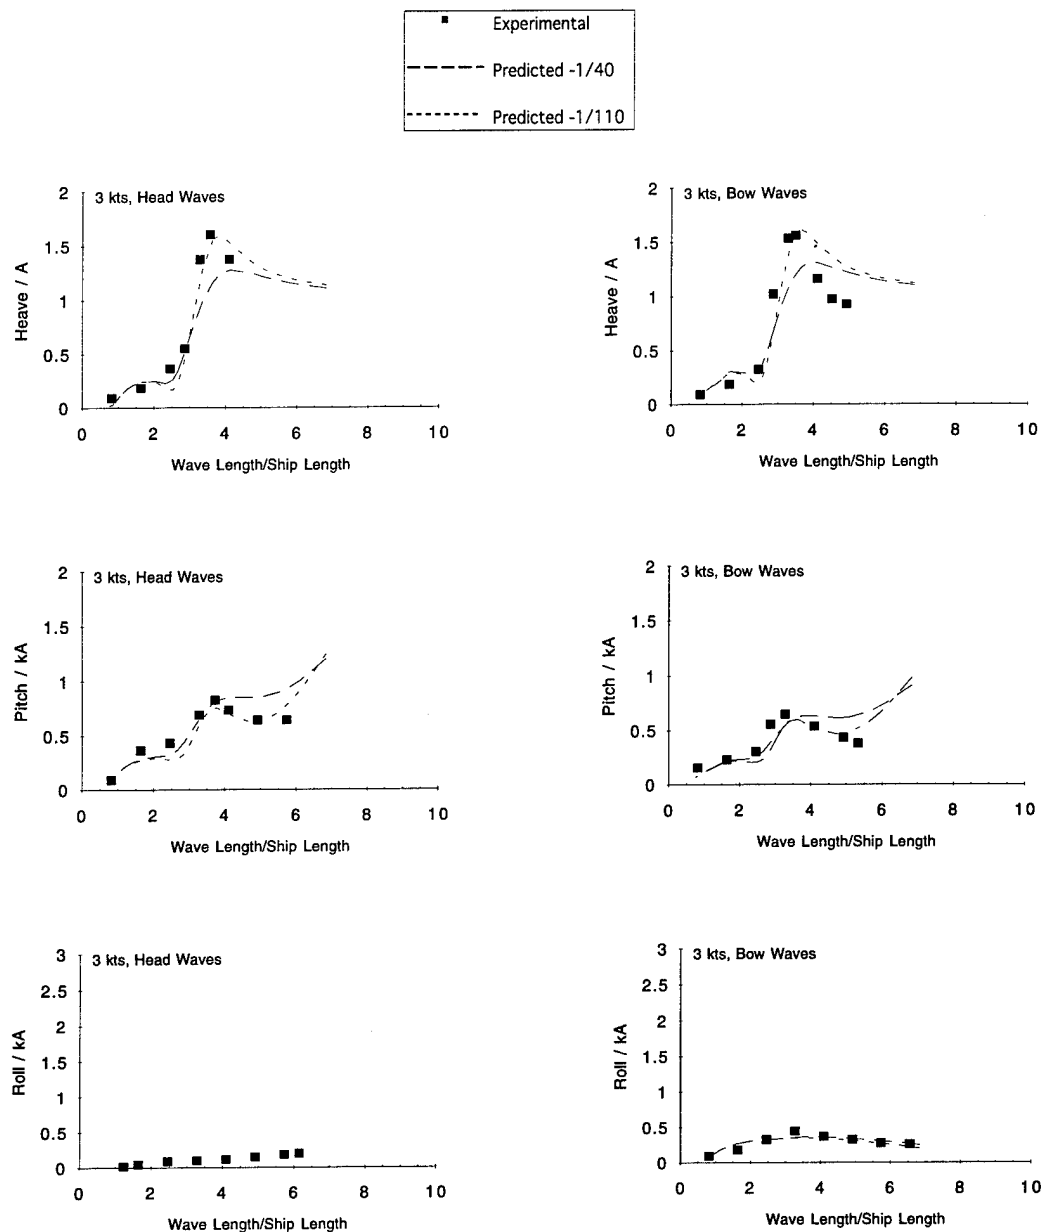 Experimental
Predicted -1/40
Predicted -1/110
3 kts, Head Waves
2
1.5
1
0.5
0
Heave / A
0 2 4 6 8 10
Wave Length/Ship Length
3 kts, Bow Waves
2
1.5
1
0.5
0
Heave / A
0 2 4 6 8 10
Wave Length/Ship Length
3 kts, Head Waves
2
1.5
1
0.5
0
Pitch / kA
0 2 4 6 8 10
Wave Length/Ship Length
3 kts, Bow Waves
2
1.5
1
0.5
0
Pitch / kA
0 2 4 6 8 10
Wave Length/Ship Length
3 kts, Head Waves
3
2.5
2
1.5
1
0.5
0
Roll / kA
0 2 4 6 8 10
Wave Length/Ship Length
3 kts, Bow Waves
3
2.5
2
1.5
1
0.5
0
Roll / kA
0 2 4 6 8 10
Wave Length/Ship Length